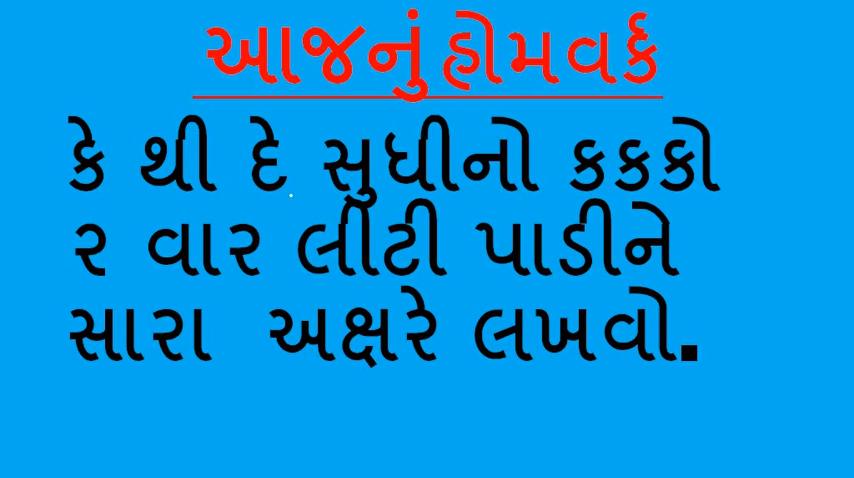 આજનું હોમવર્ક
કે થી દે સુધીનો કકકો
૨ વાર લીટી પાડીને
સારા અક્ષરે લખવો.